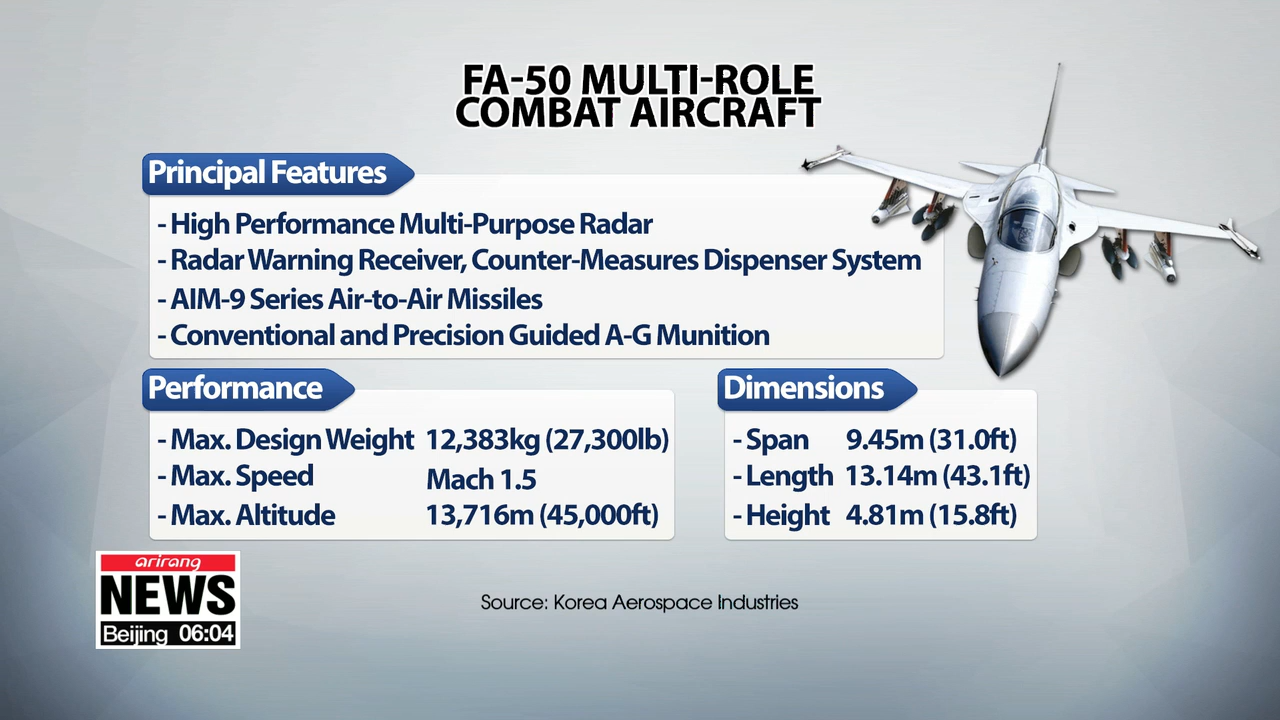 FA-50 MULTI-ROLE
COMBAT AIRCRAFT
Principal Features
- High Performance Multi-Purpose Radar
- Radar Warning Receiver, Counter-Measures Dispenser System
- AIM-9 Series Air-to-Air Missiles
- Conventional and Precision Guided A-G Munition
Performance
- Max. Design Weight 12,383kg (27,300lb)
- Max. Speed Mach 1.5
- Max. Altitude 13,716m (45,000ft)
Dimensions
- Span 9.45m (31.0ft)
- Length 13.14m (43.1ft)
- Height 4.81m (15.8ft)
arirang
NEWS
Beijing 06:04
Source: Korea Aerospace Industries